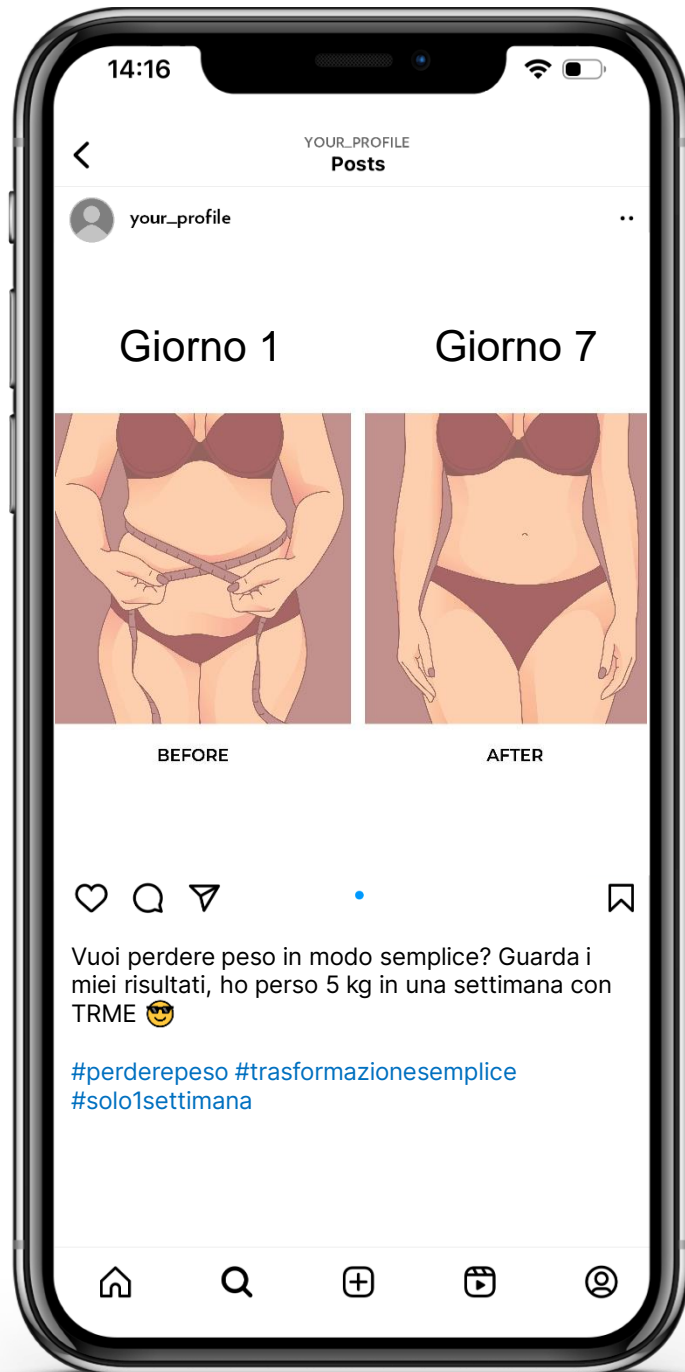 14:16
YOUR_PROFILE
Posts
your_profile
Giorno 1
Giorno 7
BEFORE
AFTER
Vuoi perdere peso in modo semplice? Guarda i
miei risultati, ho perso 5 kg in una settimana con
TRME 😎
#perderepeso #trasformazionesemplice
#solo1settimana